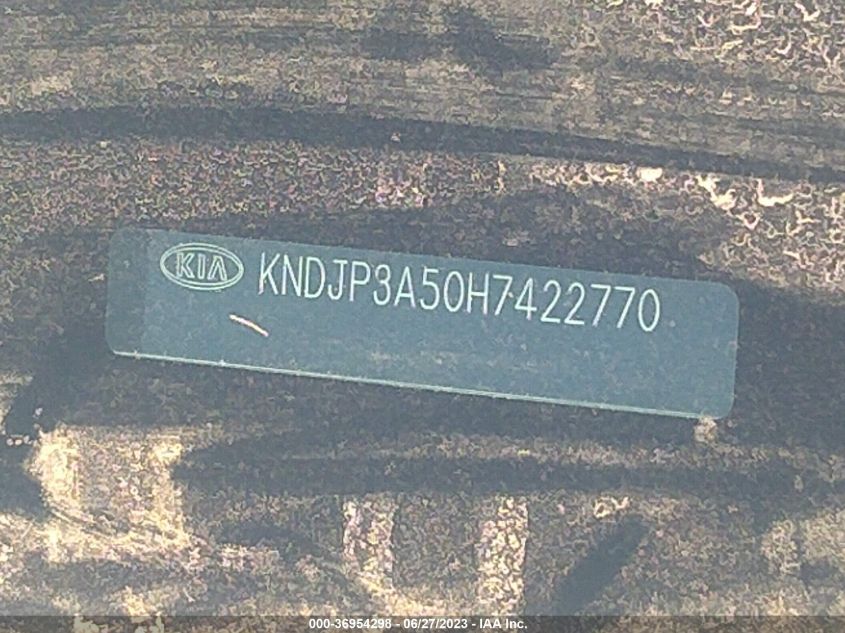 KIA KNDJP3A50H7422770
000-36954298 - 06/27/2023 - IAA Inc.